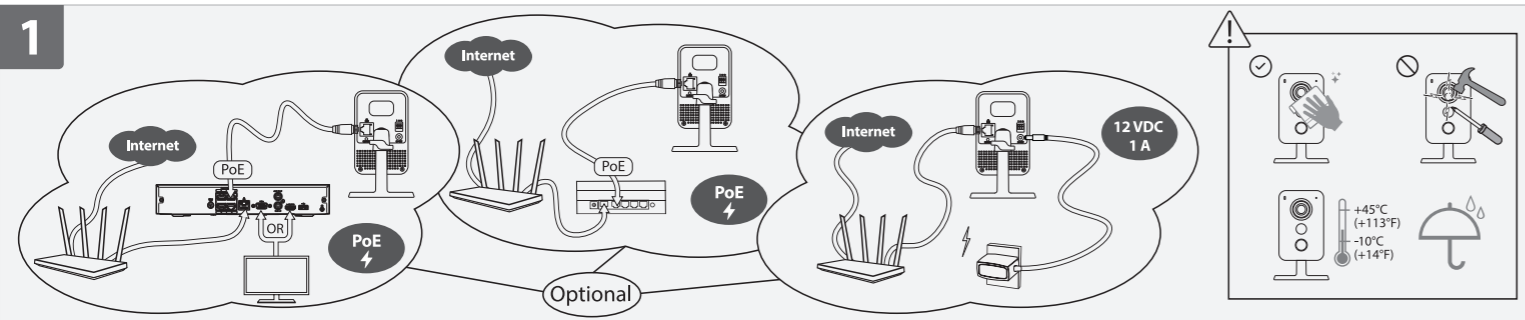 1
Internet
PoE
OR
PoE
Internet
PoE
PoE
Optional
Internet
12 VDC
1 A
+45°C
(+113°F)
-10°C
(+14°F)